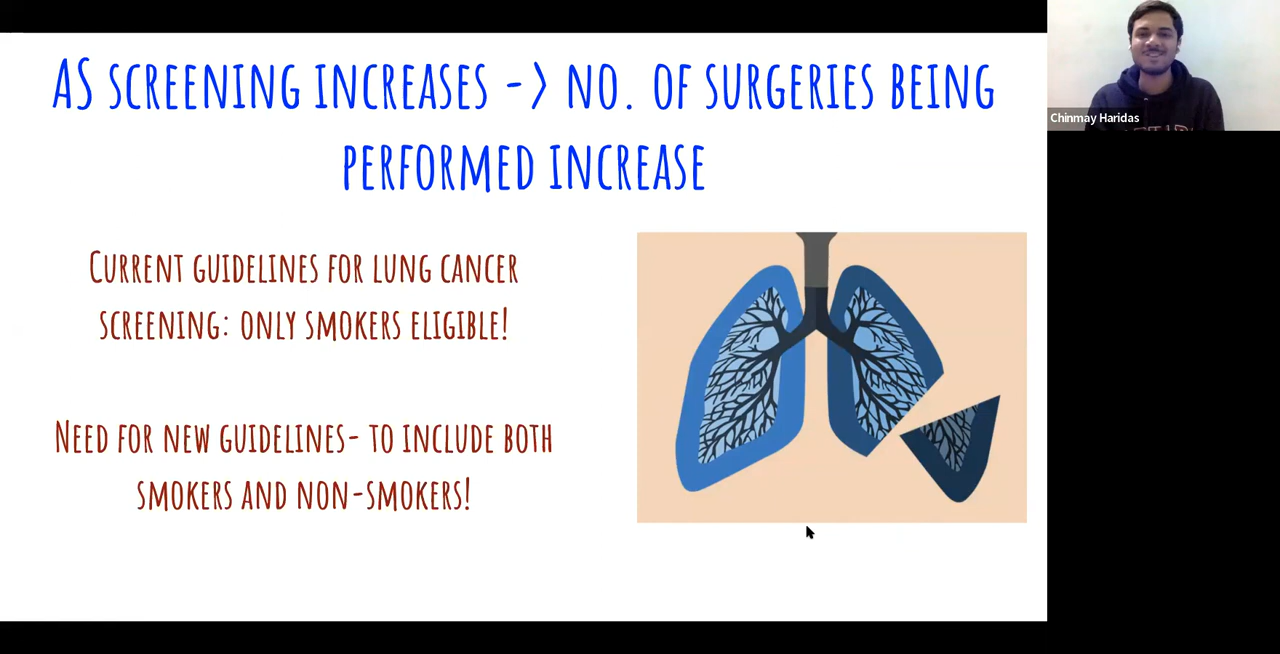 AS SCREENING INCREASES -> NO. OF SURGERIES BEING
PERFORMED INCREASE
CURRENT GUIDELINES FOR LUNG CANCER
SCREENING: ONLY SMOKERS ELIGIBLE!
NEED FOR NEW GUIDELINES- TO INCLUDE BOTH
SMOKERS AND NON-SMOKERS!
Chinmay Haridas